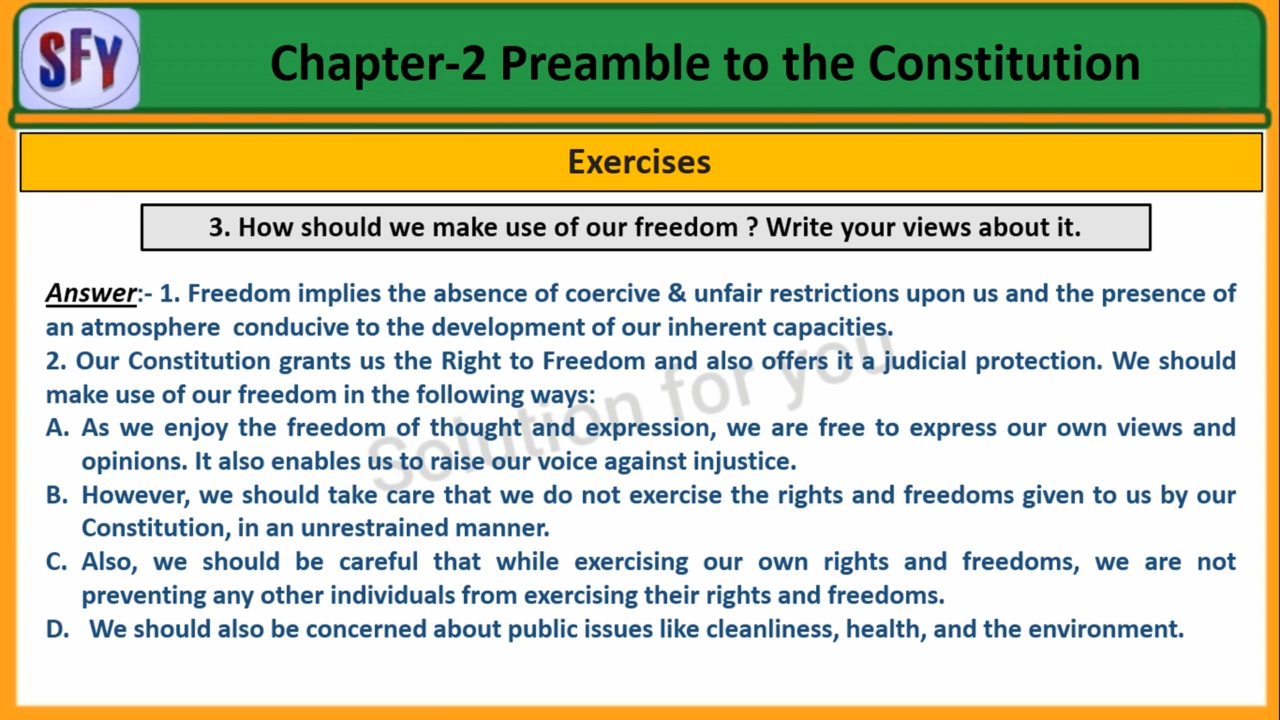 SFY
Chapter-2 Preamble to the Constitution
Exercises
3. How should we make use of our freedom ? Write your views about it.
Answer:- 1. Freedom implies the absence of coercive & unfair restrictions upon us and the presence of
an atmosphere conducive to the development of our inherent capacities.
2. Our Constitution grants us the Right to Freedom and also offers it a judicial protection. We should
make use of our freedom in the following ways:
A. As we enjoy the freedom of thought and expression, we are free to express our own views and
opinions. It also enables us to raise our voice against injustice.
B. However, we should take care that we do not exercise the rights and freedoms given to us by our
Constitution, in an unrestrained manner.
C. Also, we should be careful that while exercising our own rights and freedoms, we are not
preventing any other individuals from exercising their rights and freedoms.
D. We should also be concerned about public issues like cleanliness, health, and the environment.
Solution for you